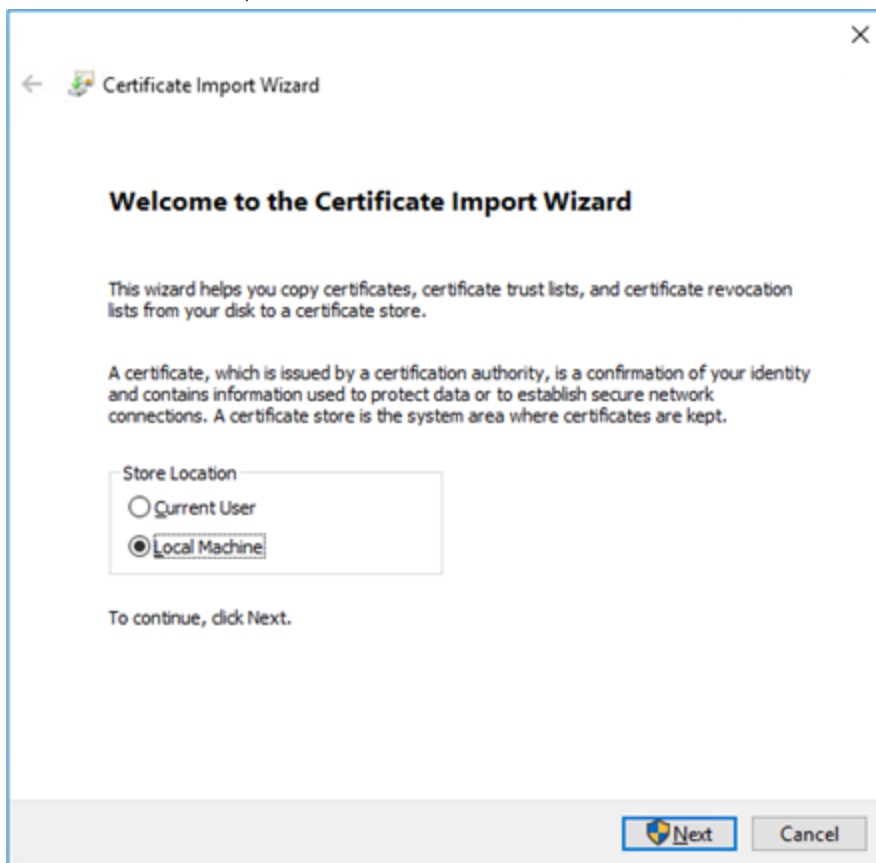 Certificate Import Wizard
Welcome to the Certificate Import Wizard
This wizard helps you copy certificates, certificate trust lists, and certificate revocation
lists from your disk to a certificate store.
A certificate, which is issued by a certification authority, is a confirmation of your identity
and contains information used to protect data or to establish secure network
connections. A certificate store is the system area where certificates are kept.
Store Location
Current User
Local Machine
To continue, click Next.
Next
Cancel